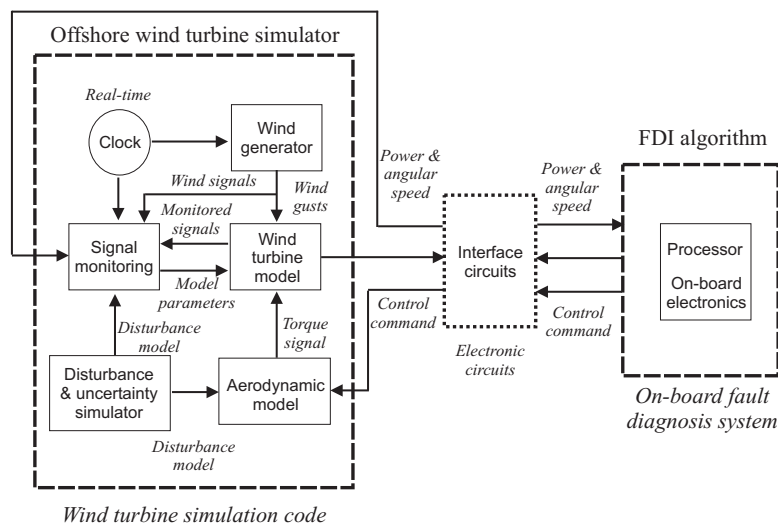 Offshore wind turbine simulator
Real-time
Clock
Wind
generator
Wind signals
Wind
gusts
Monitored
signals
Signal
monitoring
Wind
turbine
model
Model
parameters
Disturbance
model
Torque
signal
Disturbance
& uncertainty
simulator
Aerodynamic
model
Disturbance
model
Wind turbine simulation code
Power &
angular
speed
Interface
circuits
Control
command
Electronic
circuits
Power &
angular
speed
Control
command
FDI algorithm
Processor
On-board
electronics
On-board fault
diagnosis system